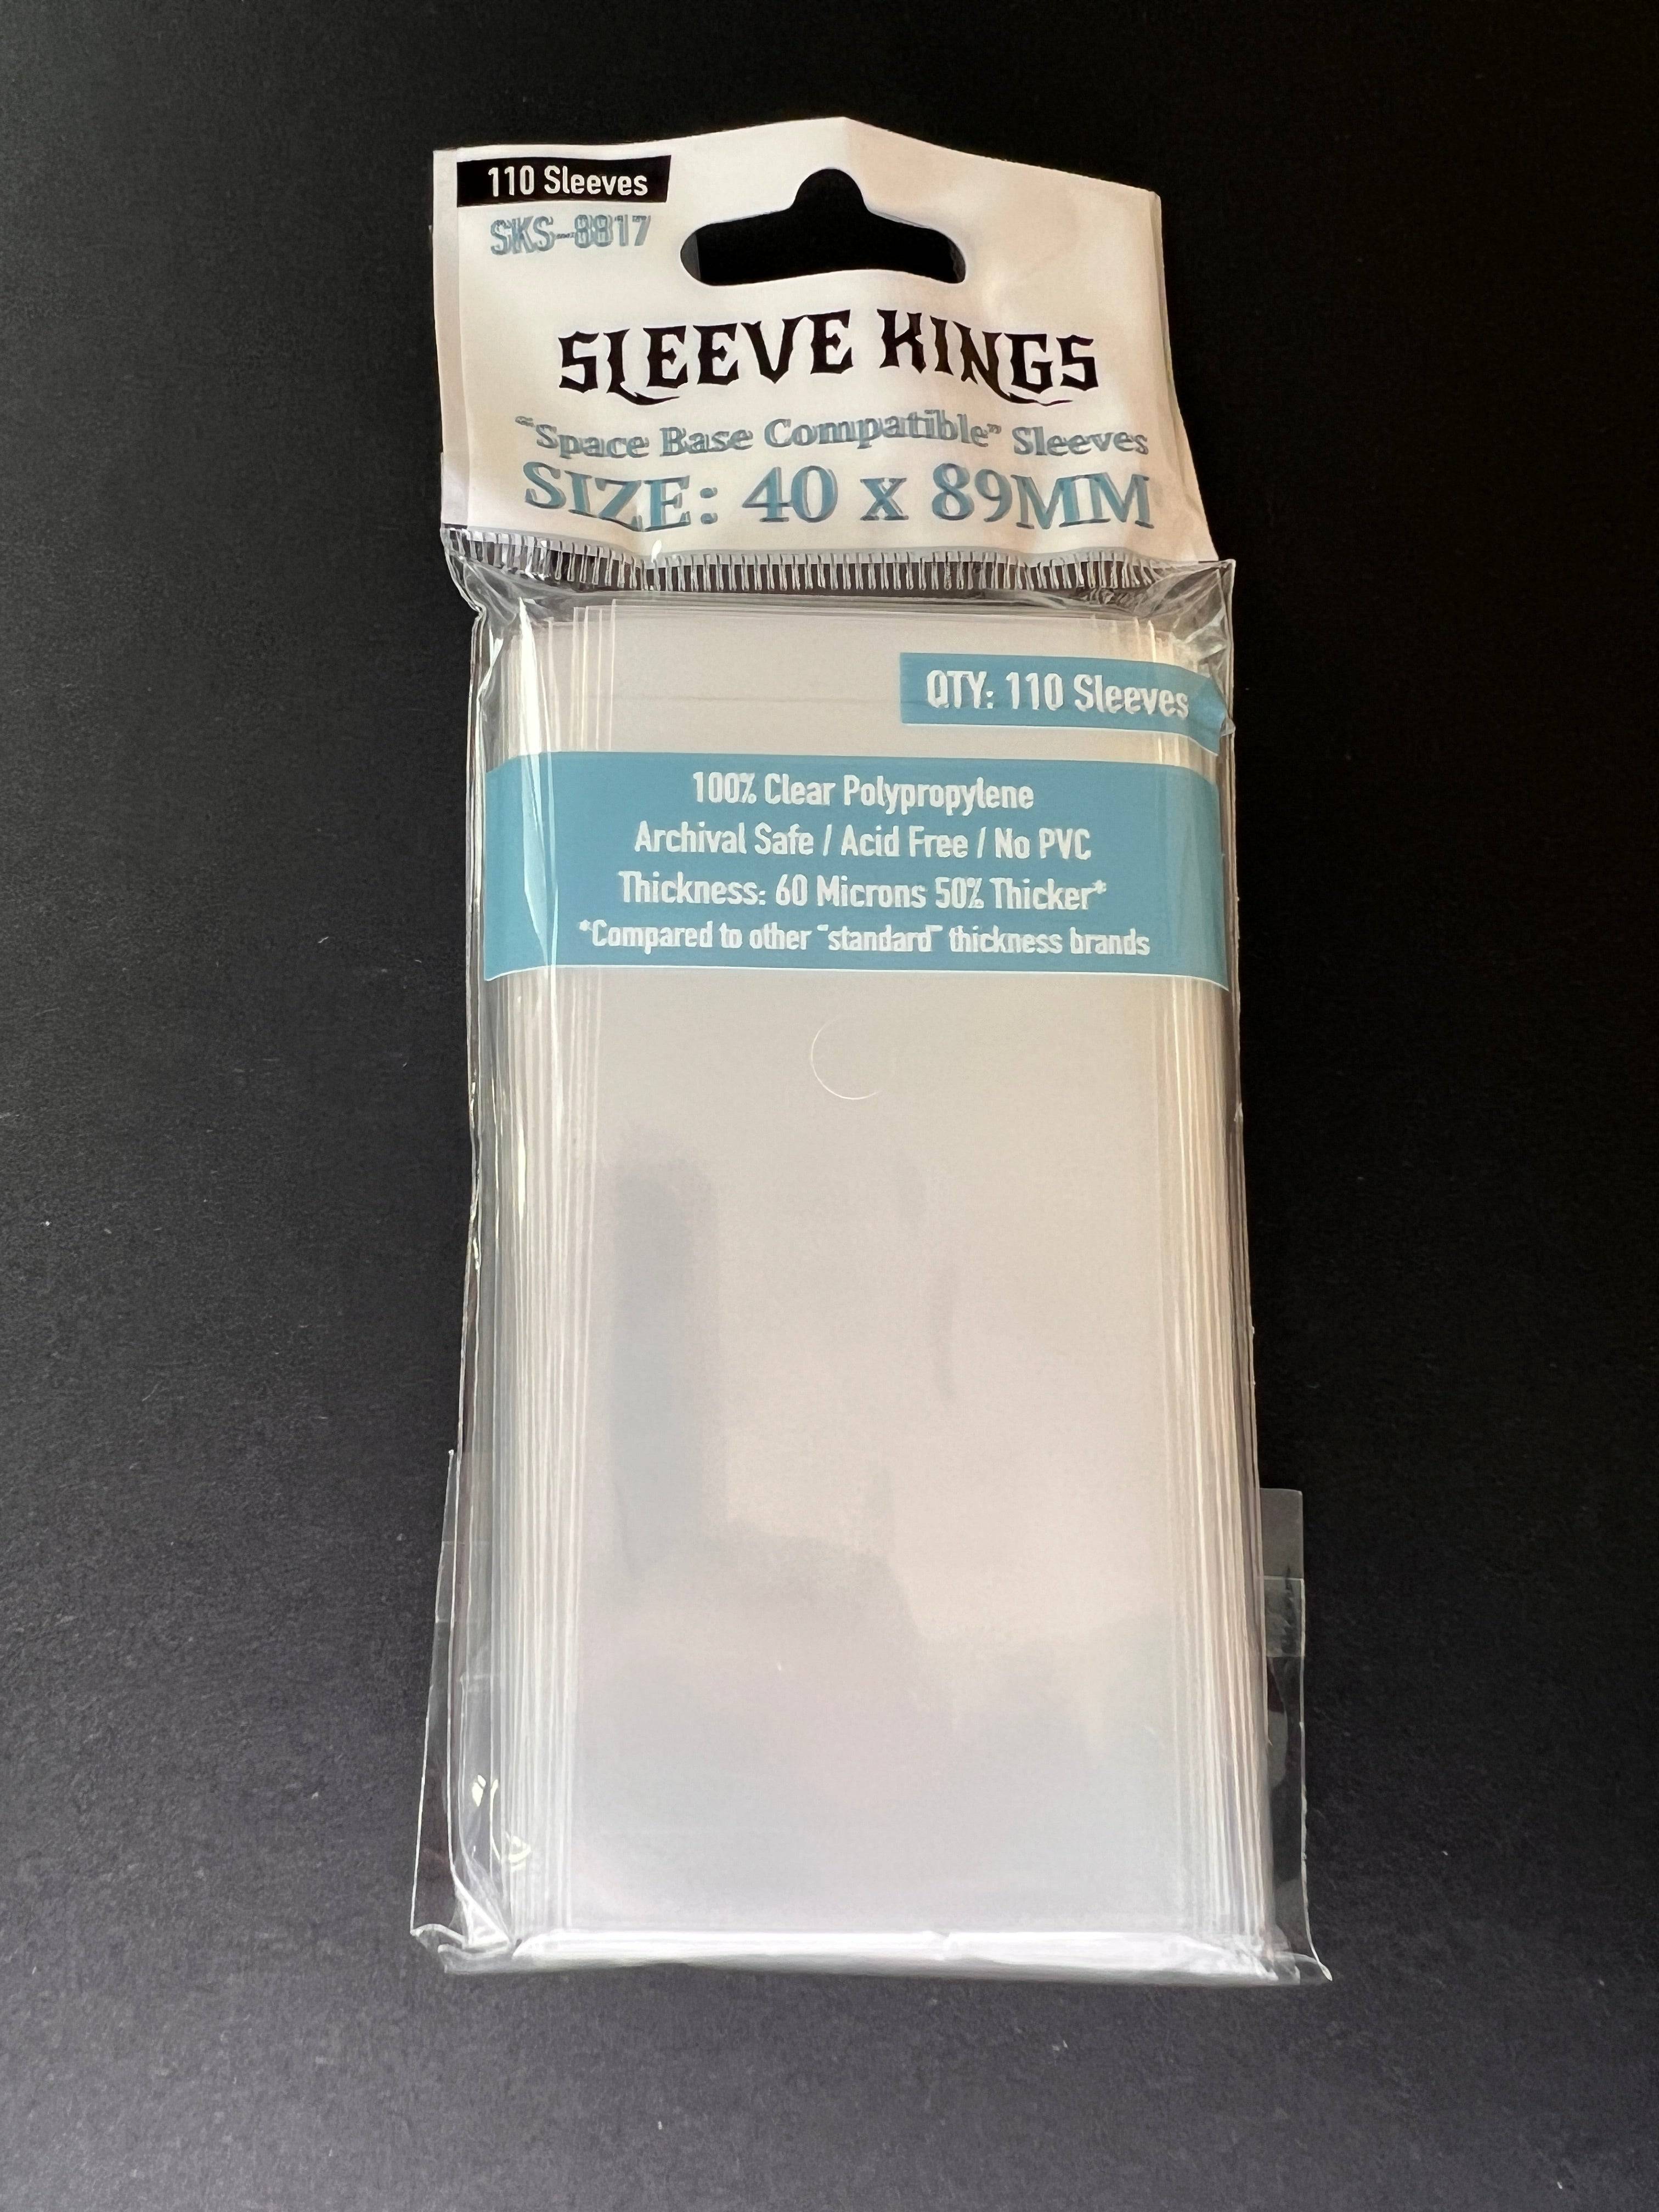 110 Sleeves
SKS-8817
SLEEVE KINGS
“Space Base Compatible” Sleeves
SIZE: 40 x 89MM
QTY: 110 Sleeves
100% Clear Polypropylene
Archival Safe / Acid Free / No PVC
Thickness: 60 Microns 50% Thicker*
*Compared to other "standard" thickness brands